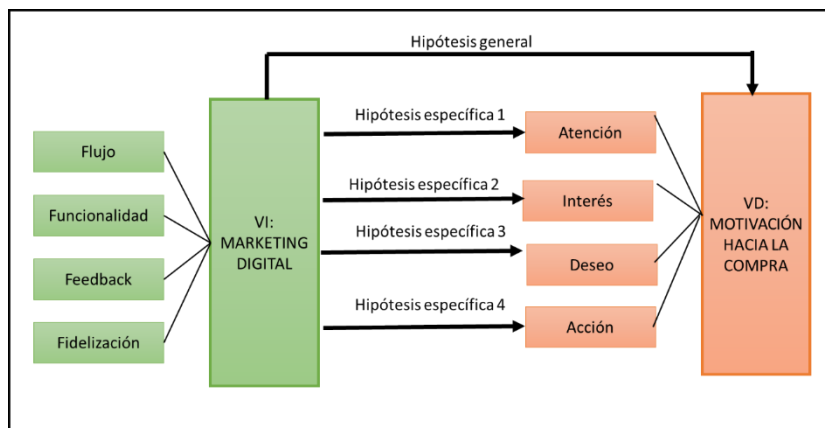 Hipótesis general
Flujo
Funcionalidad
Feedback
Fidelización
VI:
MARKETING
DIGITAL
Hipótesis específica 1
Hipótesis específica 2
Hipótesis específica 3
Hipótesis específica 4
Atención
Interés
Deseo
Acción
VD:
MOTIVACIÓN
HACIA LA
COMPRA